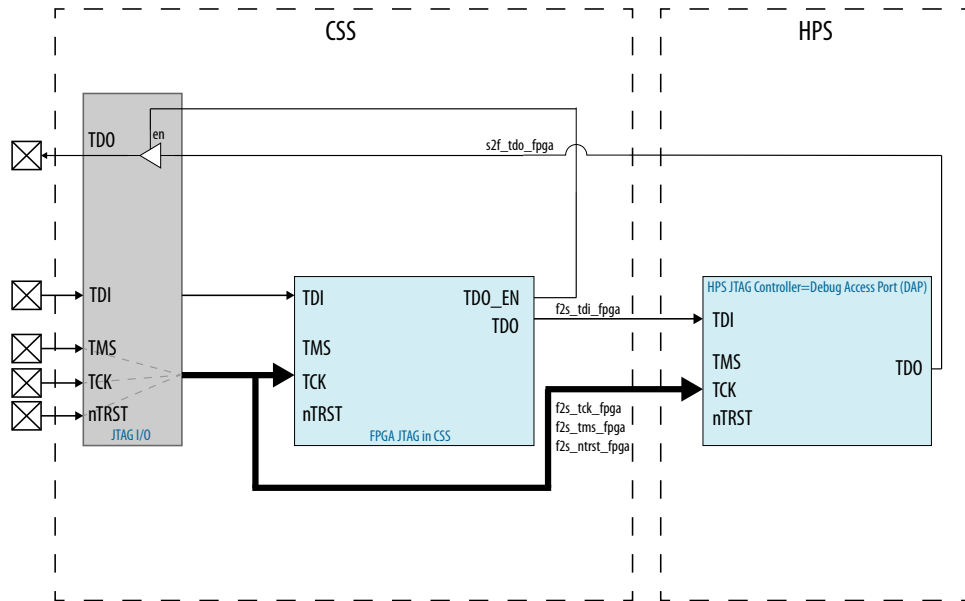 CSS
HPS
TDO
en
s2f_tdo_fpga
TDI
TMS
TCK
nTRST
JTAG I/O
TDI
TDO_EN
TDO
TMS
TCK
nTRST
FPGA JTAG in CSS
f2s_tdi_fpga
f2s_tck_fpga
f2s_tms_fpga
f2s_ntrst_fpga
HPS JTAG Controller=Debug Access Port (DAP)
TDI
TMS
TDO
TCK
nTRST